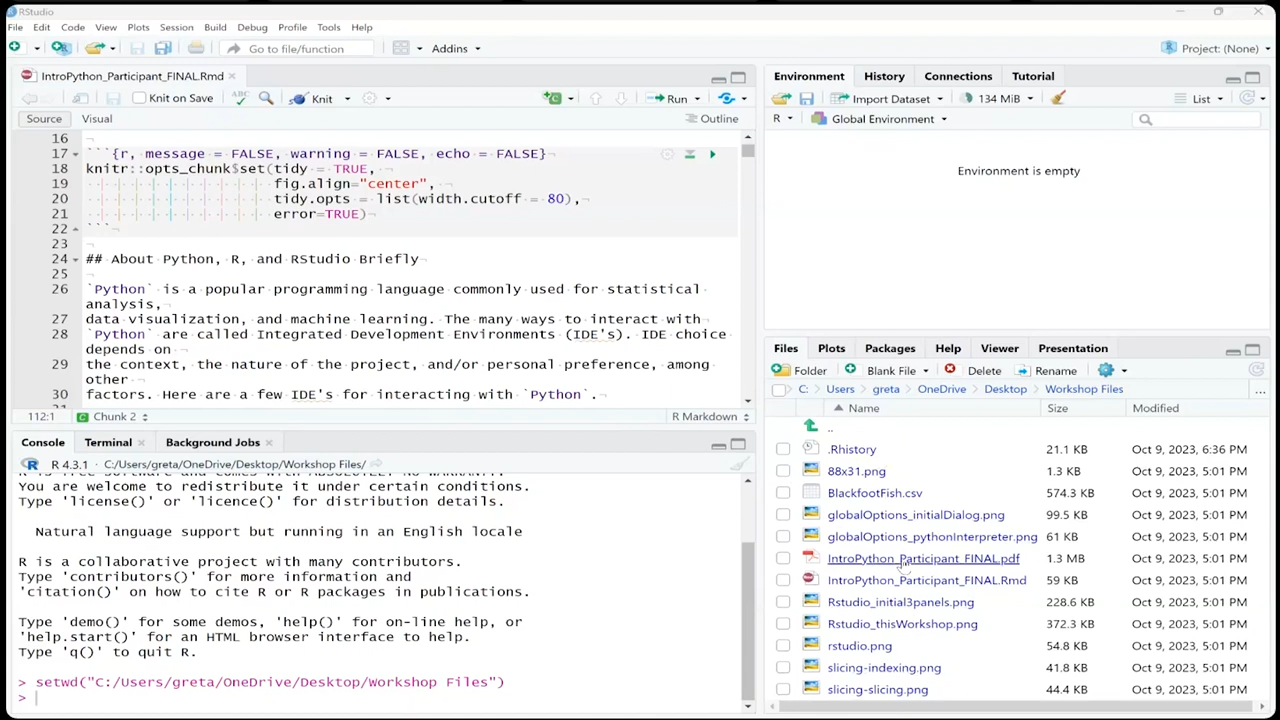 RStudio
File Edit Code View Plots Session Build Debug Profile Tools Help
Go to file/function Addins Project: (None)
IntroPython_Participant_FINAL.Rmd
Knit on Save ABC Knit Run
Source Visual Outline
16
17 ```{r, message = FALSE, warning = FALSE, echo = FALSE}
18 knitr::opts_chunk$set(tidy = TRUE,
19 fig.align="center",
20 tidy.opts = list(width.cutoff = 80),
21 error=TRUE)
22 ```
23
24 ## About Python, R, and RStudio Briefly
25
26 `Python` is a popular programming language commonly used for statistical
analysis,
27 data visualization, and machine learning. The many ways to interact with
28 `Python` are called Integrated Development Environments (IDE's). IDE choice
depends on
29 the context, the nature of the project, and/or personal preference, among
other
30 factors. Here are a few IDE's for interacting with `Python`.
112:1 Chunk 2 R Markdown
Console Terminal Background Jobs
R 4.3.1 · C:/Users/greta/OneDrive/Desktop/Workshop Files/
You are welcome to redistribute it under certain conditions.
Type 'license()' or 'licence()' for distribution details.
Natural language support but running in an English locale
R is a collaborative project with many contributors.
Type 'contributors()' for more information and
'citation()' on how to cite R or R packages in publications.
Type 'demo()' for some demos, 'help()' for on-line help, or
'help.start()' for an HTML browser interface to help.
Type 'q()' to quit R.
> setwd("C:/Users/greta/OneDrive/Desktop/Workshop Files")
>
Environment History Connections Tutorial
Import Dataset 134 MiB List
R Global Environment
Environment is empty
Files Plots Packages Help Viewer Presentation
Folder Blank File Delete Rename
C: Users greta OneDrive Desktop Workshop Files ...
Name Size Modified
..
.Rhistory 21.1 KB Oct 9, 2023, 6:36 PM
88x31.png 1.3 KB Oct 9, 2023, 5:01 PM
BlackfootFish.csv 574.3 KB Oct 9, 2023, 5:01 PM
globalOptions_initialDialog.png 99.5 KB Oct 9, 2023, 5:01 PM
globalOptions_pythonInterpreter.png 61 KB Oct 9, 2023, 5:01 PM
IntroPython_Participant_FINAL.pdf 1.3 MB Oct 9, 2023, 5:01 PM
IntroPython_Participant_FINAL.Rmd 59 KB Oct 9, 2023, 5:01 PM
Rstudio_initial3panels.png 228.6 KB Oct 9, 2023, 5:01 PM
Rstudio_thisWorkshop.png 372.3 KB Oct 9, 2023, 5:01 PM
rstudio.png 54.8 KB Oct 9, 2023, 5:01 PM
slicing-indexing.png 41.8 KB Oct 9, 2023, 5:01 PM
slicing-slicing.png 44.4 KB Oct 9, 2023, 5:01 PM